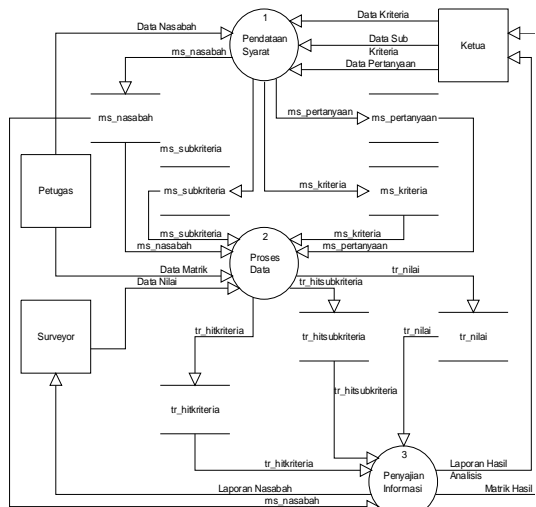 1
Pendataan
Syarat
Data Nasabah
Data Kriteria
Data Sub
Kriteria
Data Pertanyaan
Ketua
ms_nasabah
ms_nasabah
ms_pertanyaan
ms_pertanyaan
ms_subkriteria
ms_subkriteria
ms_kriteria
ms_kriteria
Petugas
ms_subkriteria
ms_nasabah
ms_kriteria
ms_pertanyaan
2
Proses
Data
Data Matrik
Data Nilai
tr_nilai
tr_hitsubkriteria
Surveyor
tr_hitkriteria
tr_hitsubkriteria
tr_nilai
tr_nilai
tr_hitkriteria
tr_hitsubkriteria
tr_hitkriteria
3
Penyajian
Informasi
Laporan Hasil
Analisis
Matrik Hasil
Laporan Nasabah
ms_nasabah